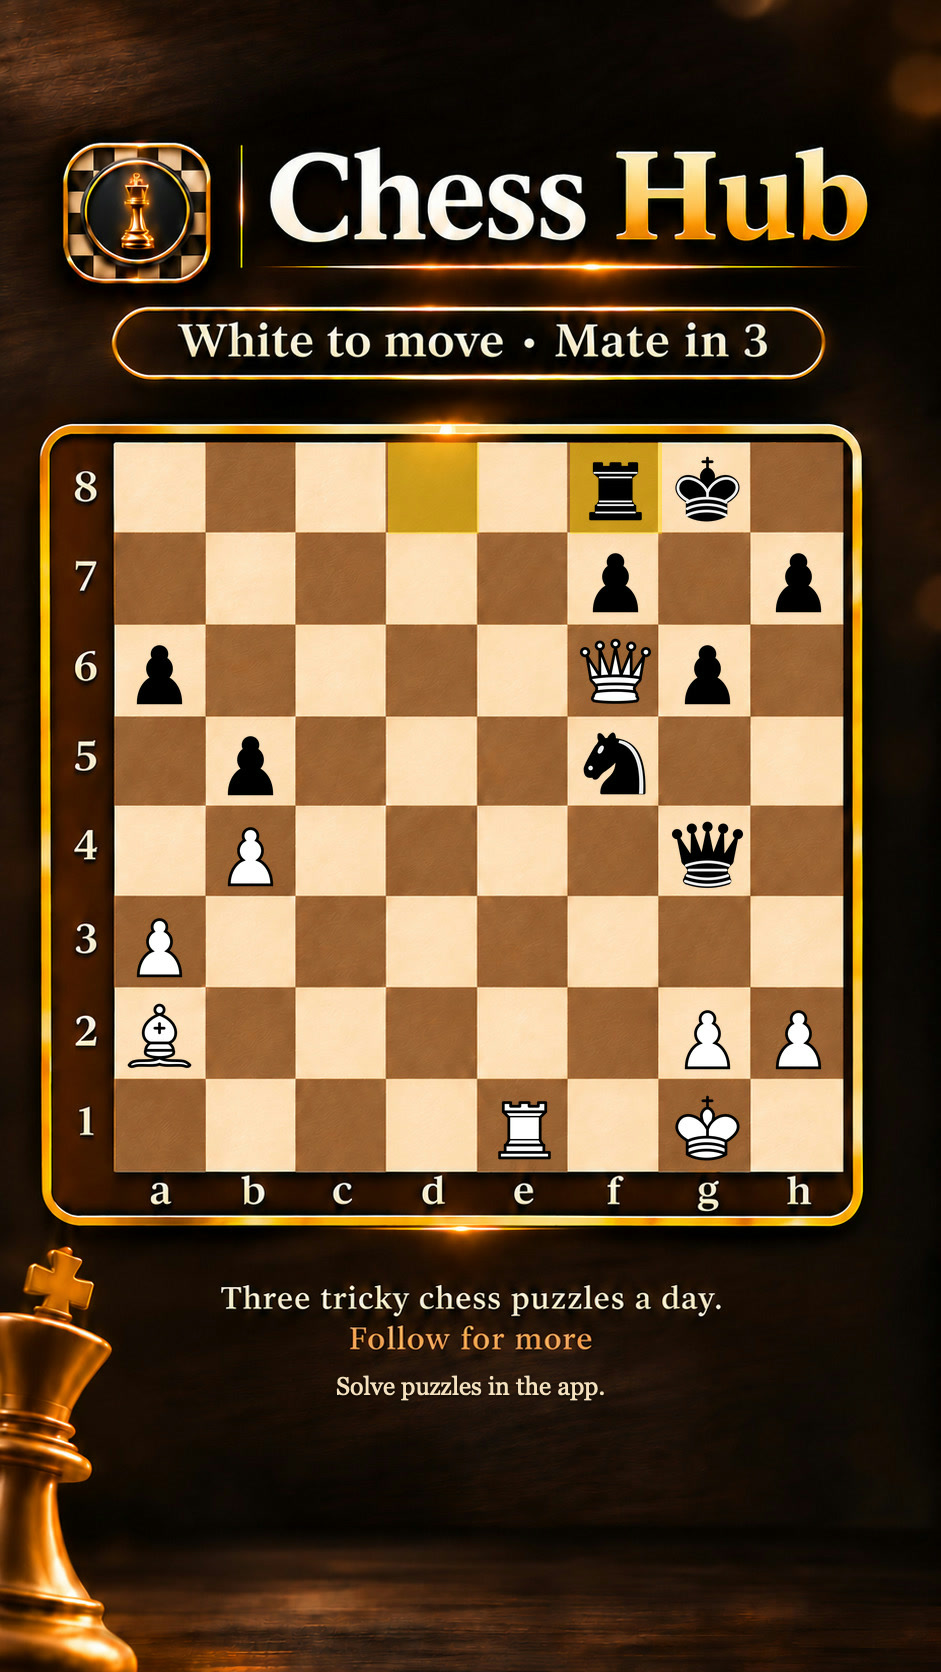 Chess Hub
White to move • Mate in 3
8
7
6
5
4
3
2
1
a b c d e f g h
Three tricky chess puzzles a day.
Follow for more
Solve puzzles in the app.